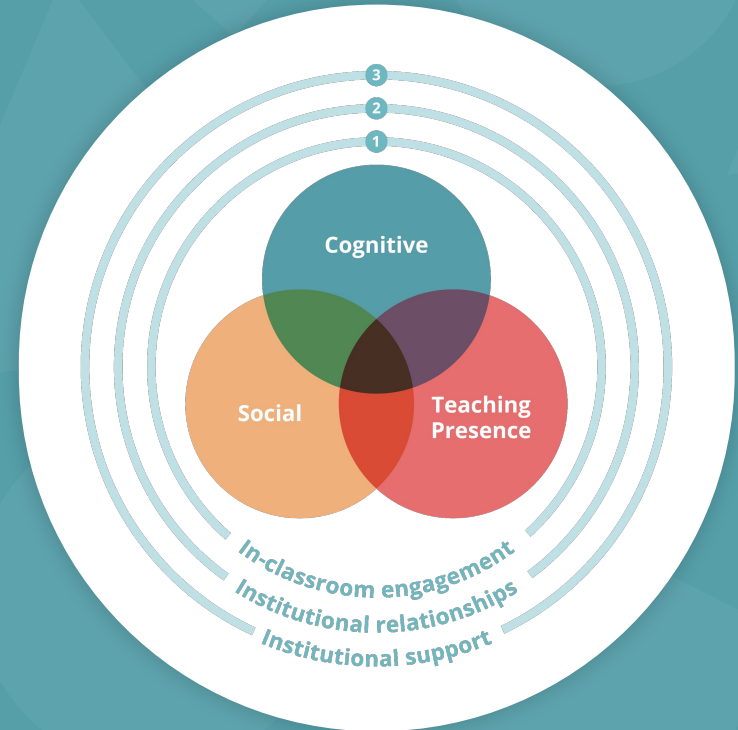 3
2
1
Cognitive
Social
Teaching
Presence
In-classroom engagement
Institutional relationships
Institutional support